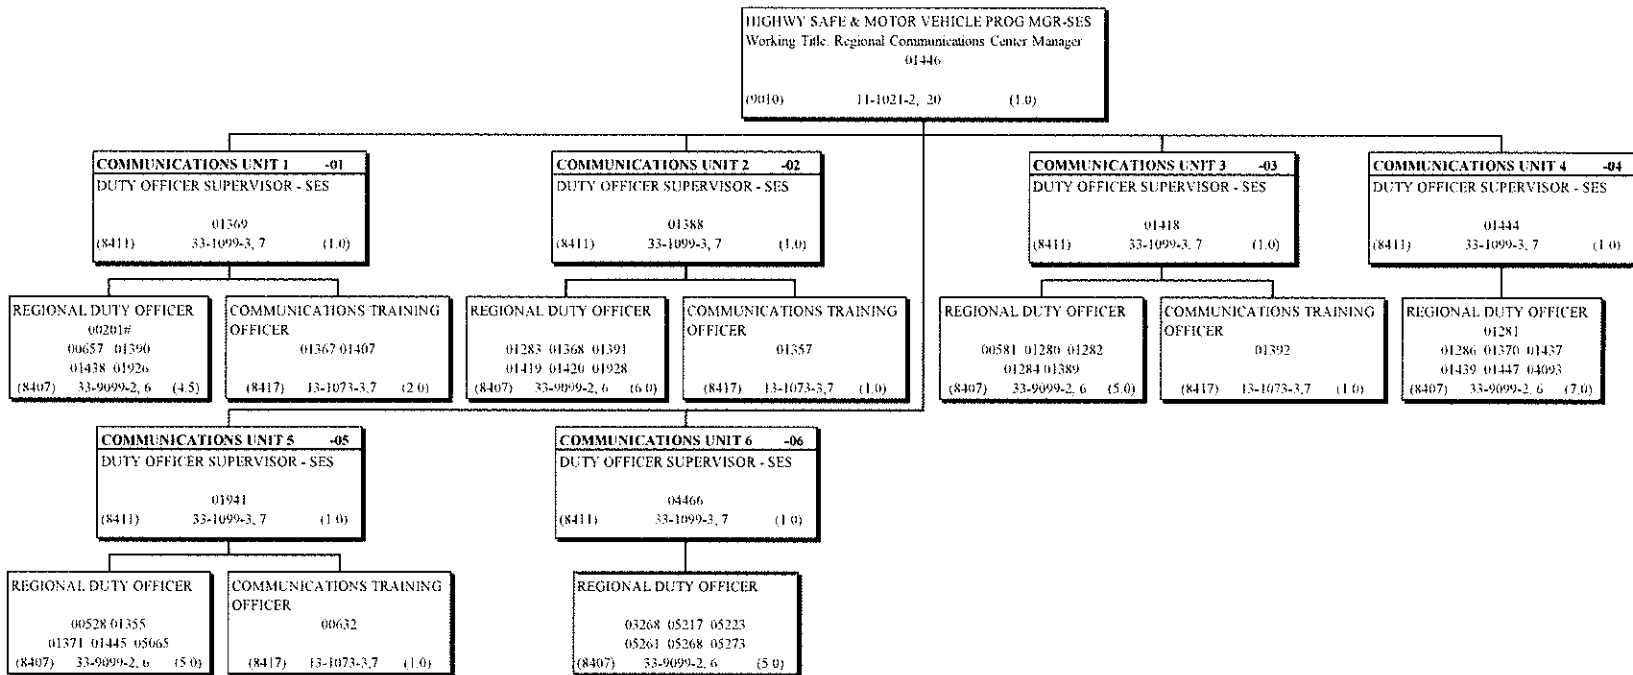 HIGHWY SAFE & MOTOR VEHICLE PROG MGR-SES
Working Title. Regional Communications Center Manager
01446
(9010) 11-1021-2, 20 (1.0)
COMMUNICATIONS UNIT 1 -01
DUTY OFFICER SUPERVISOR - SES
01369
(8411) 33-1099-3, 7 (1.0)
COMMUNICATIONS UNIT 2 -02
DUTY OFFICER SUPERVISOR - SES
01388
(8411) 33-1099-3, 7 (1.0)
COMMUNICATIONS UNIT 3 -03
DUTY OFFICER SUPERVISOR - SES
01418
(8411) 33-1099-3. 7 (1.0)
COMMUNICATIONS UNIT 4 -04
DUTY OFFICER SUPERVISOR - SES
01444
(8411) 33-1099-3, 7 (1.0)
REGIONAL DUTY OFFICER
00201#
00657 01390
01438 01926
(8407) 33-9099-2, 6 (4.5)
COMMUNICATIONS TRAINING
OFFICER
01367 01407
(8417) 13-1073-3,7 (2.0)
REGIONAL DUTY OFFICER
01283 01368 01391
01419 01420 01928
(8407) 33-9099-2, 6 (6.0)
COMMUNICATIONS TRAINING
OFFICER
01357
(8417) 13-1073-3,7 (1.0)
REGIONAL DUTY OFFICER
00581 01280 01282
01284 01389
(8407) 33-9099-2, 6 (5.0)
COMMUNICATIONS TRAINING
OFFICER
01392
(8417) 13-1073-3,7 (1.0)
REGIONAL DUTY OFFICER
01281
01286 01370 01437
01439 01447 04093
(8407) 33-9099-2, 6 (7.0)
COMMUNICATIONS UNIT 5 -05
DUTY OFFICER SUPERVISOR - SES
01941
(8411) 33-1099-3, 7 (1.0)
COMMUNICATIONS UNIT 6 -06
DUTY OFFICER SUPERVISOR - SES
04466
(8411) 33-1099-3, 7 (1.0)
REGIONAL DUTY OFFICER
00528 01355
01371 01445 05065
(8407) 33-9099-2, 6 (5.0)
COMMUNICATIONS TRAINING
OFFICER
00632
(8417) 13-1073-3,7 (1.0)
REGIONAL DUTY OFFICER
03268 05217 05223
05261 05268 05273
(8407) 33-9099-2, 6 (5.0)